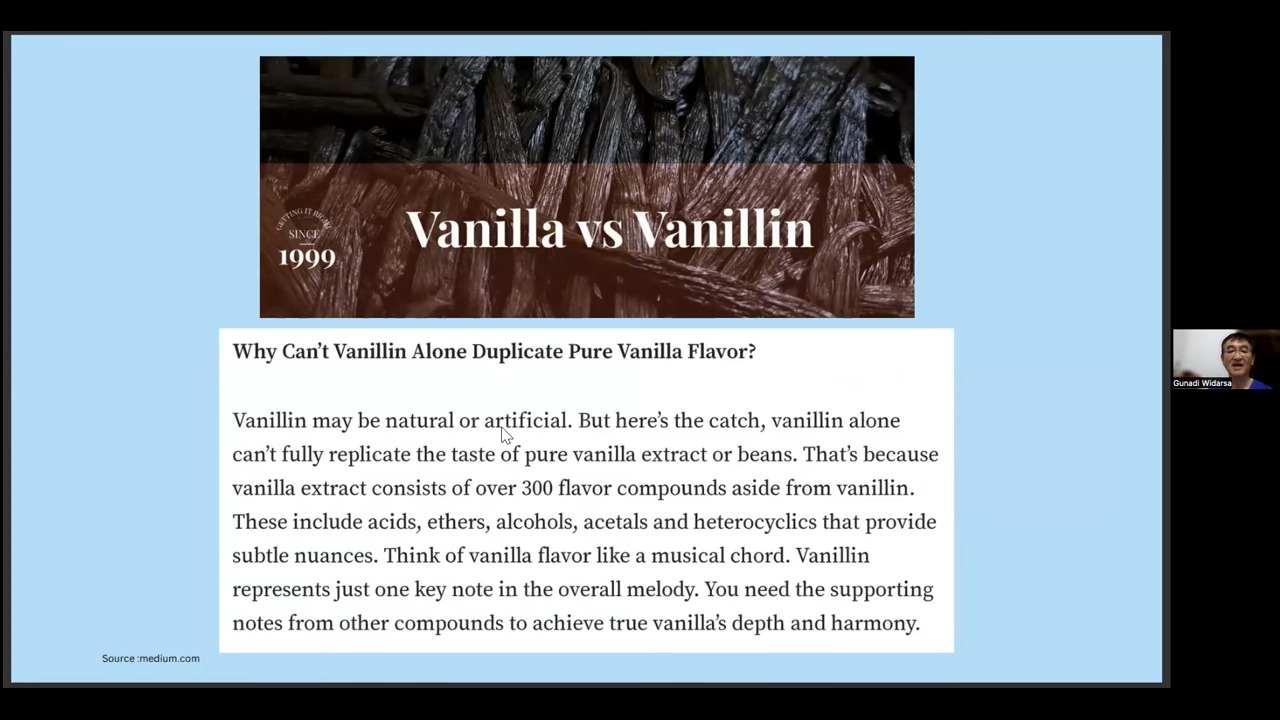 GETTING IT RIGHT
SINCE
1999
Vanilla vs Vanillin
Why Can’t Vanillin Alone Duplicate Pure Vanilla Flavor?
Vanillin may be natural or artificial. But here’s the catch, vanillin alone
can’t fully replicate the taste of pure vanilla extract or beans. That’s because
vanilla extract consists of over 300 flavor compounds aside from vanillin.
These include acids, ethers, alcohols, acetals and heterocyclics that provide
subtle nuances. Think of vanilla flavor like a musical chord. Vanillin
represents just one key note in the overall melody. You need the supporting
notes from other compounds to achieve true vanilla’s depth and harmony.
Source :medium.com
Gunadi Widarsa